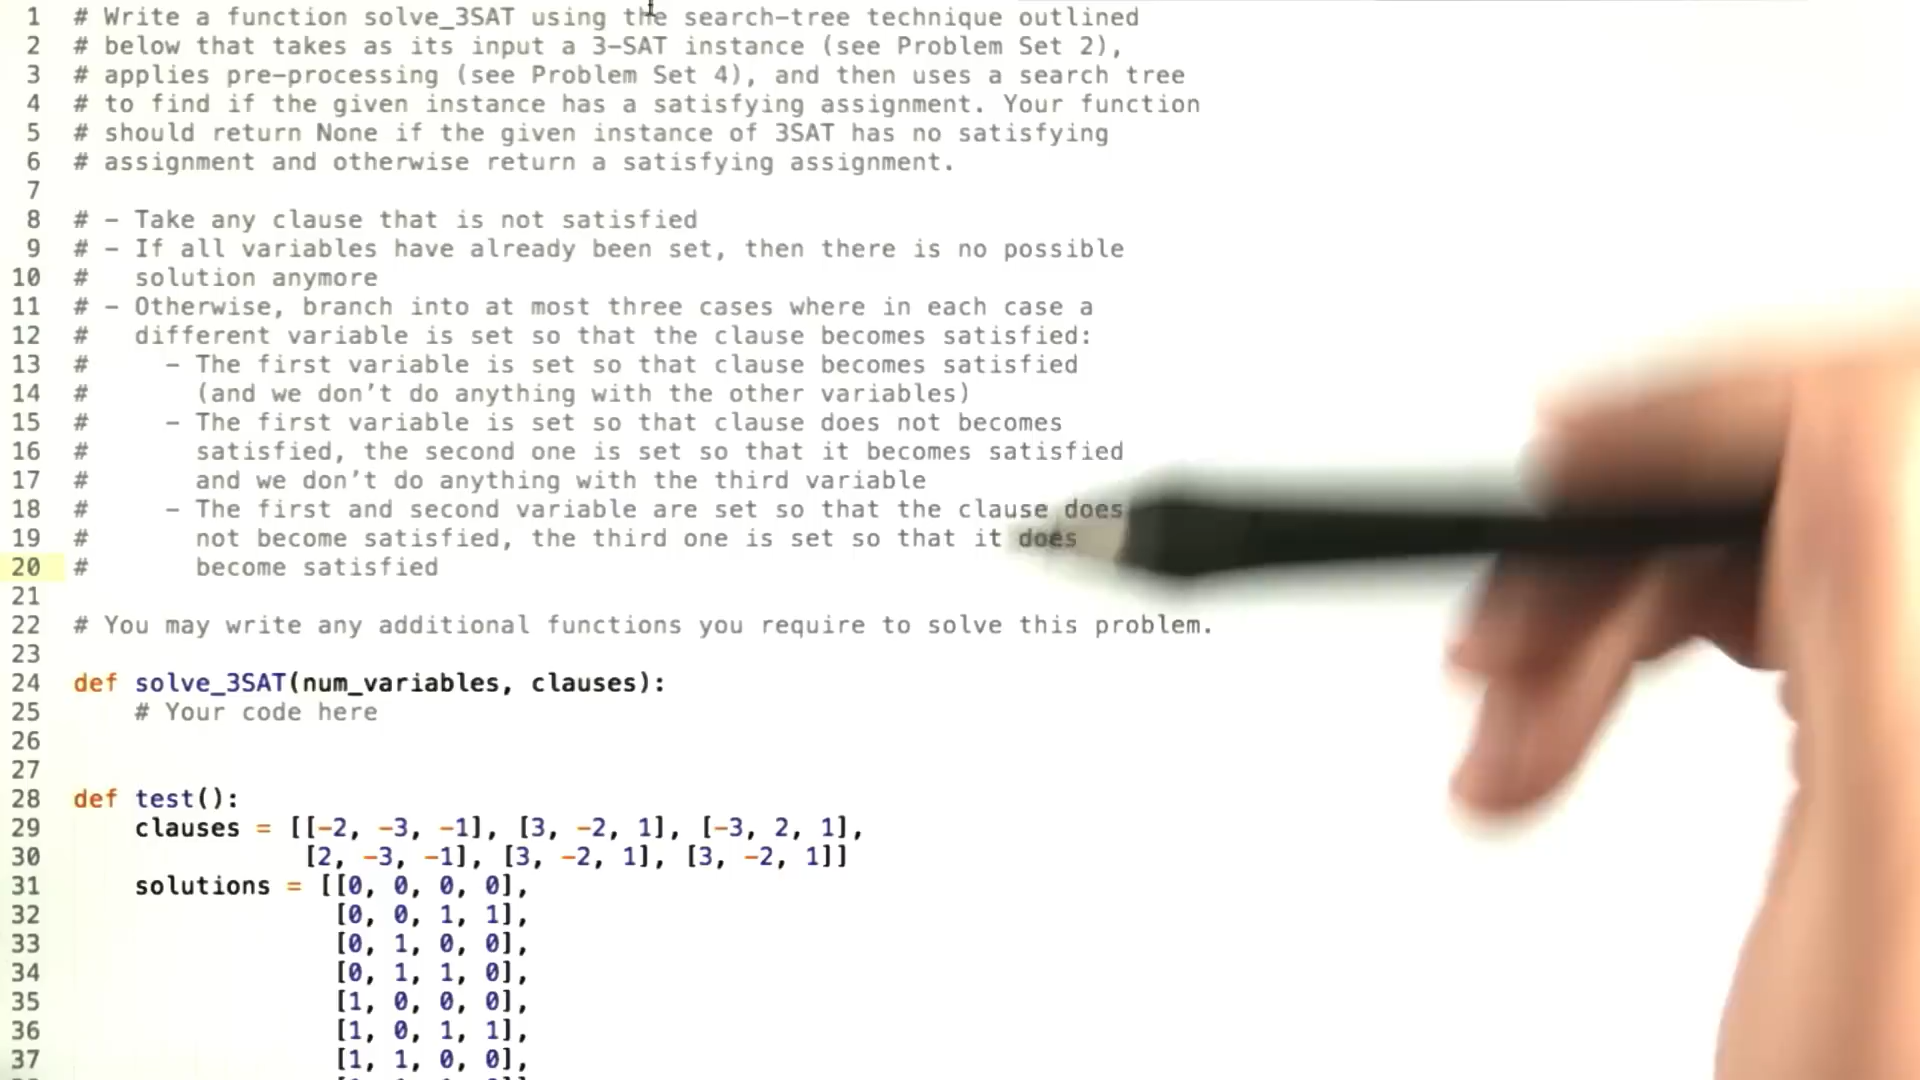 1 # Write a function solve_3SAT using the search-tree technique outlined
2 # below that takes as its input a 3-SAT instance (see Problem Set 2),
3 # applies pre-processing (see Problem Set 4), and then uses a search tree
4 # to find if the given instance has a satisfying assignment. Your function
5 # should return None if the given instance of 3SAT has no satisfying
6 # assignment and otherwise return a satisfying assignment.
7
8 # - Take any clause that is not satisfied
9 # - If all variables have already been set, then there is no possible
10 #   solution anymore
11 # - Otherwise, branch into at most three cases where in each case a
12 #   different variable is set so that the clause becomes satisfied:
13 #     - The first variable is set so that clause becomes satisfied
14 #       (and we don't do anything with the other variables)
15 #     - The first variable is set so that clause does not becomes
16 #       satisfied, the second one is set so that it becomes satisfied
17 #       and we don't do anything with the third variable
18 #     - The first and second variable are set so that the clause does
19 #       not become satisfied, the third one is set so that it does
20 #       become satisfied
21
22 # You may write any additional functions you require to solve this problem.
23
24 def solve_3SAT(num_variables, clauses):
25     # Your code here
26
27
28 def test():
29     clauses = [[-2, -3, -1], [3, -2, 1], [-3, 2, 1],
30                [2, -3, -1], [3, -2, 1], [3, -2, 1]]
31     solutions = [[0, 0, 0, 0],
32                  [0, 0, 1, 1],
33                  [0, 1, 0, 0],
34                  [0, 1, 1, 0],
35                  [1, 0, 0, 0],
36                  [1, 0, 1, 1],
37                  [1, 1, 0, 0],